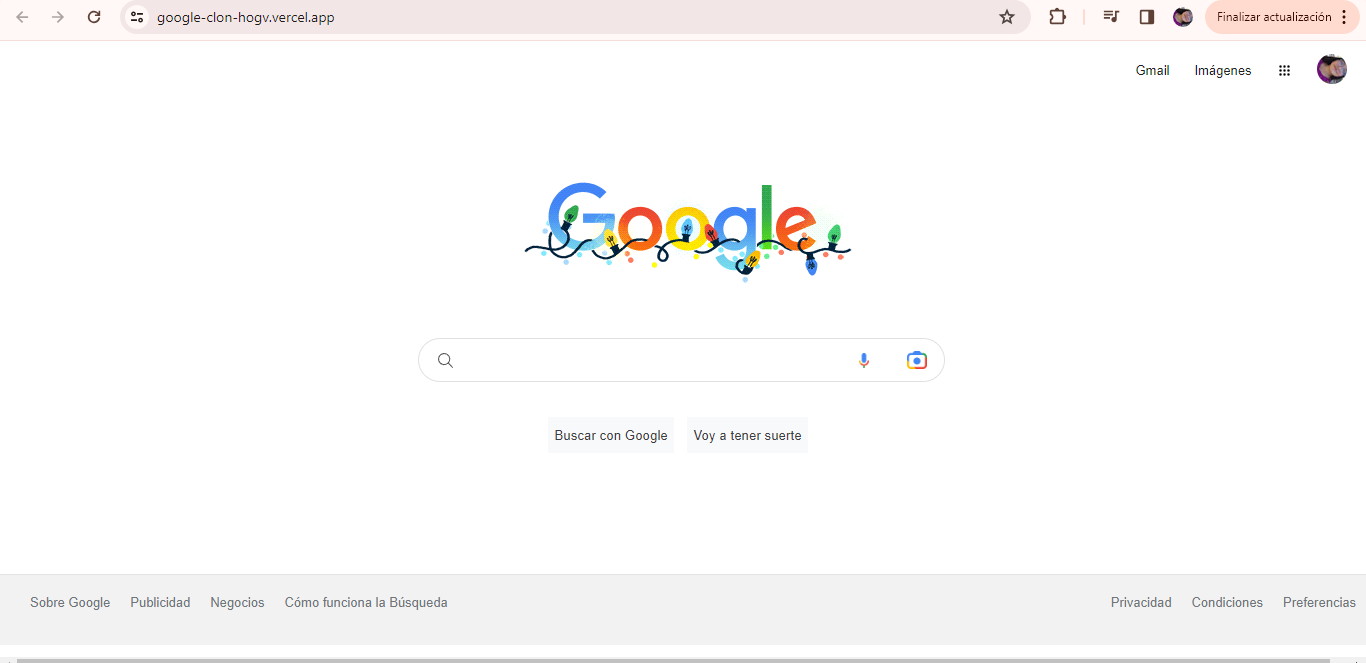 google-clon-hogv.vercel.app
Finalizar actualización
Gmail Imágenes
Google
Buscar con Google Voy a tener suerte
Sobre Google Publicidad Negocios Cómo funciona la Búsqueda Privacidad Condiciones Preferencias